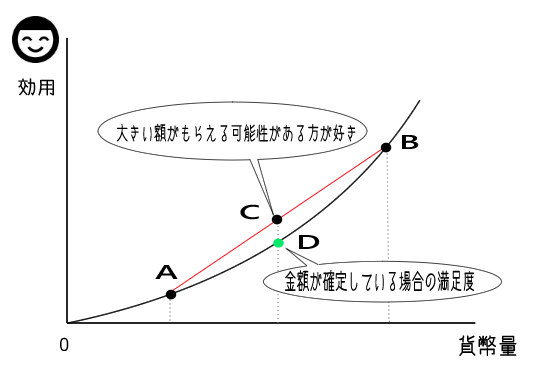 効用
大きい額がもらえる可能性がある方が好き
B
C
D
A
金額が確定している場合の満足度
0
貨幣量